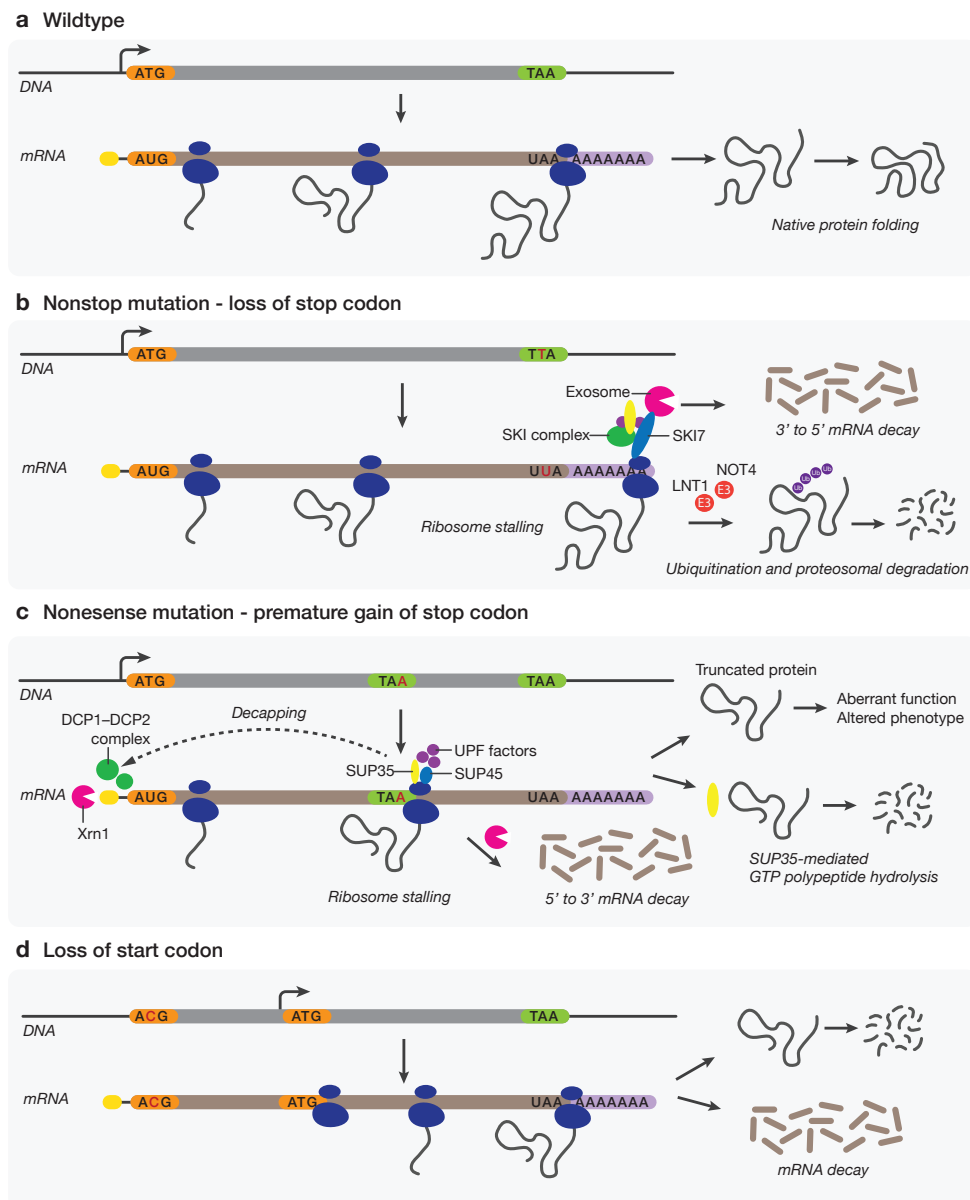 a Wildtype
ATG
TAA
DNA
mRNA
AUG
UAA
AAAAAAA
Native protein folding
b Nonstop mutation - loss of stop codon
ATG
TTA
DNA
Exosome
SKI complex
SKI7
3' to 5' mRNA decay
mRNA
AUG
UUA
AAAAAAA
LNT1
NOT4
E3
E3
Ub
Ub
Ub
Ub
Ribosome stalling
Ubiquitination and proteosomal degradation
c Nonesense mutation - premature gain of stop codon
ATG
TAA
TAA
DNA
Truncated protein
Aberrant function
Altered phenotype
DCP1–DCP2
complex
Decapping
UPF factors
SUP35
SUP45
mRNA
AUG
TAA
UAA
AAAAAAA
Xrn1
Ribosome stalling
5' to 3' mRNA decay
SUP35-mediated
GTP polypeptide hydrolysis
d Loss of start codon
ACG
ATG
TAA
DNA
mRNA
ACG
ATG
UAA
AAAAAAA
mRNA decay